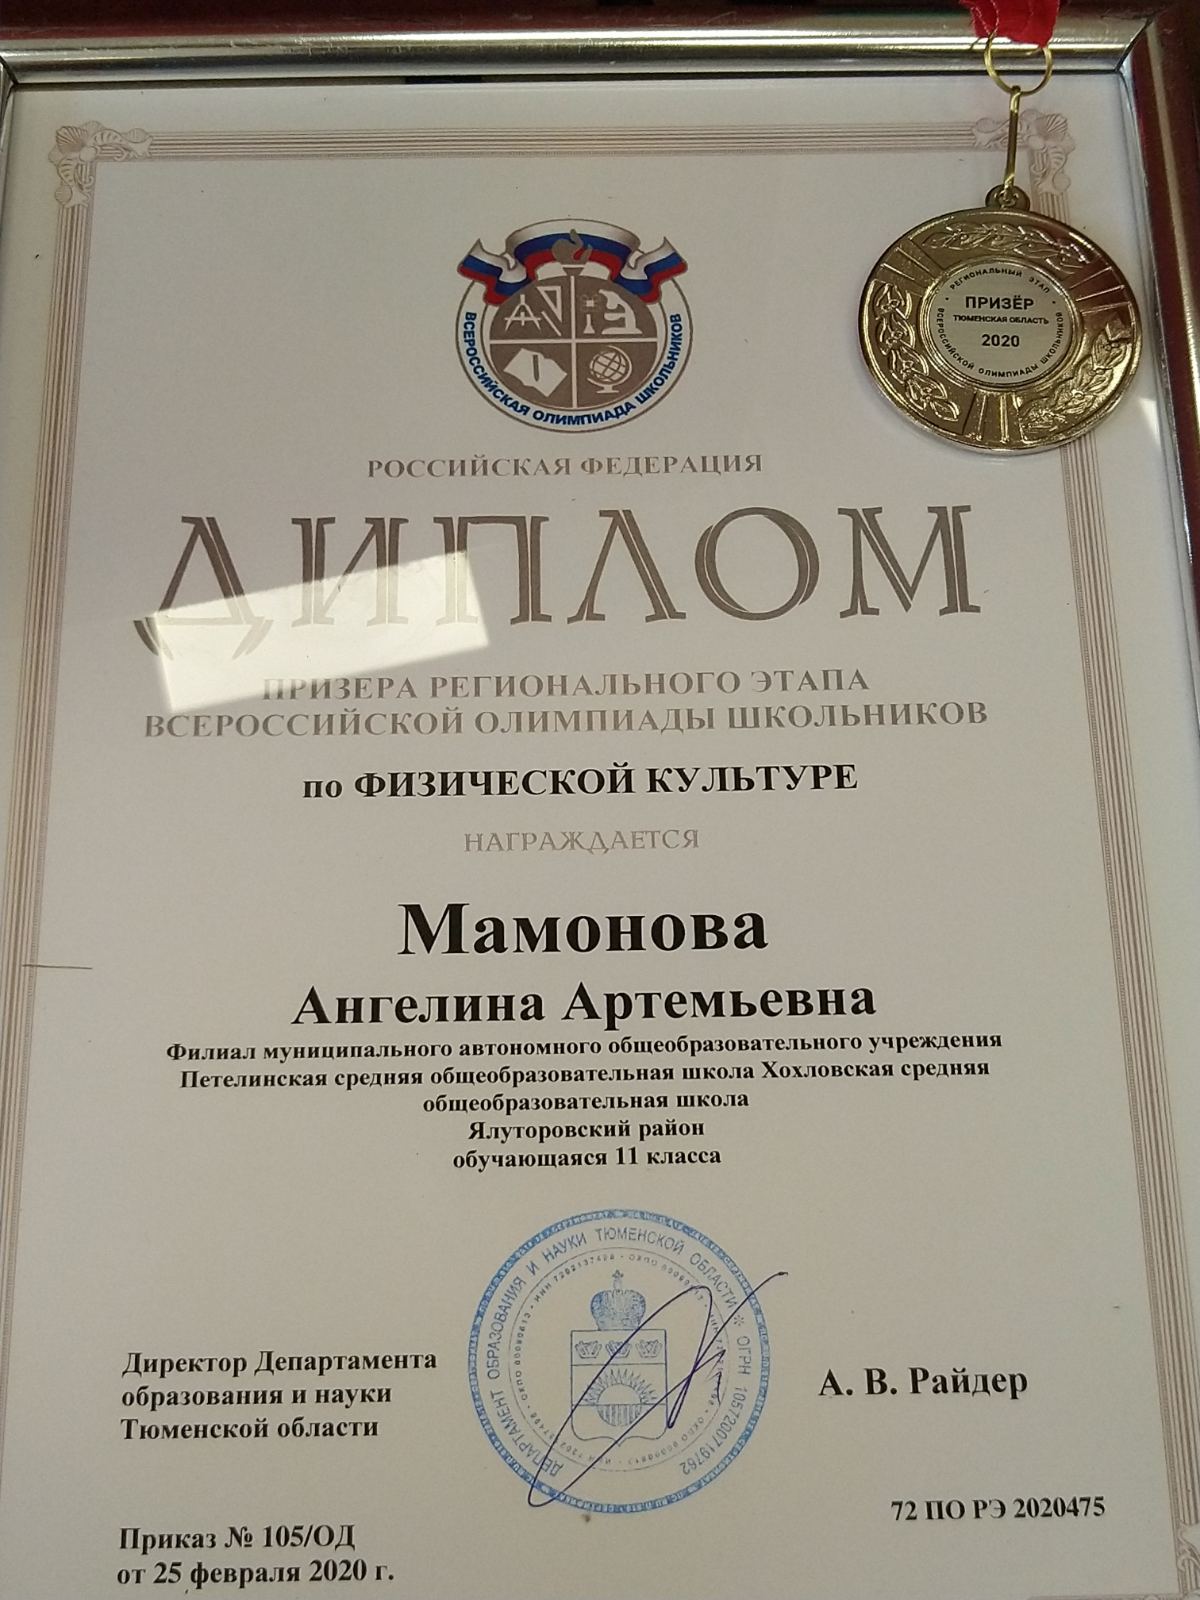 РЕГИОНАЛЬНЫЙ ЭТАП
ПРИЗЁР
ТЮМЕНСКАЯ ОБЛАСТЬ
2020
ВСЕРОССИЙСКОЙ ОЛИМПИАДЫ ШКОЛЬНИКОВ
ВСЕРОССИЙСКАЯ ОЛИМПИАДА ШКОЛЬНИКОВ
РОССИЙСКАЯ ФЕДЕРАЦИЯ
ДИПЛОМ
ПРИЗЕРА РЕГИОНАЛЬНОГО ЭТАПА
ВСЕРОССИЙСКОЙ ОЛИМПИАДЫ ШКОЛЬНИКОВ
по ФИЗИЧЕСКОЙ КУЛЬТУРЕ
НАГРАЖДАЕТСЯ
Мамонова
Ангелина Артемьевна
Филиал муниципального автономного общеобразовательного учреждения
Петелинская средняя общеобразовательная школа Хохловская средняя
общеобразовательная школа
Ялуторовский район
обучающаяся 11 класса
ДЕПАРТАМЕНТ ОБРАЗОВАНИЯ И НАУКИ ТЮМЕНСКОЙ ОБЛАСТИ * ОГРН 1057200719762
Директор Департамента
образования и науки
Тюменской области
А. В. Райдер
72 ПО РЭ 2020475
Приказ № 105/ОД
от 25 февраля 2020 г.